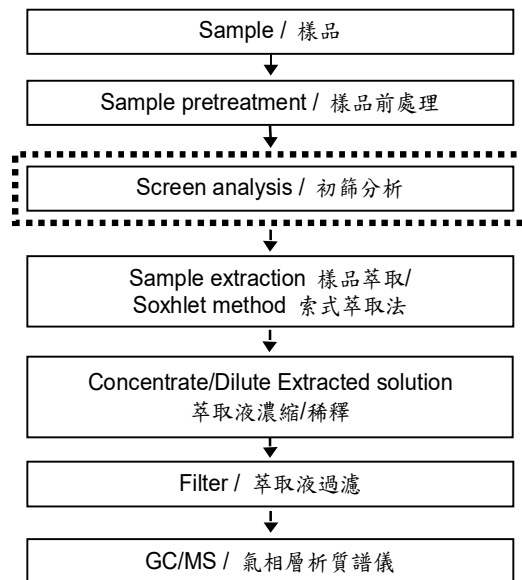 Sample / 樣品
Sample pretreatment / 樣品前處理
Screen analysis / 初篩分析
Sample extraction 樣品萃取/
Soxhlet method 索式萃取法
Concentrate/Dilute Extracted solution
萃取液濃縮/稀釋
Filter / 萃取液過濾
GC/MS / 氣相層析質譜儀